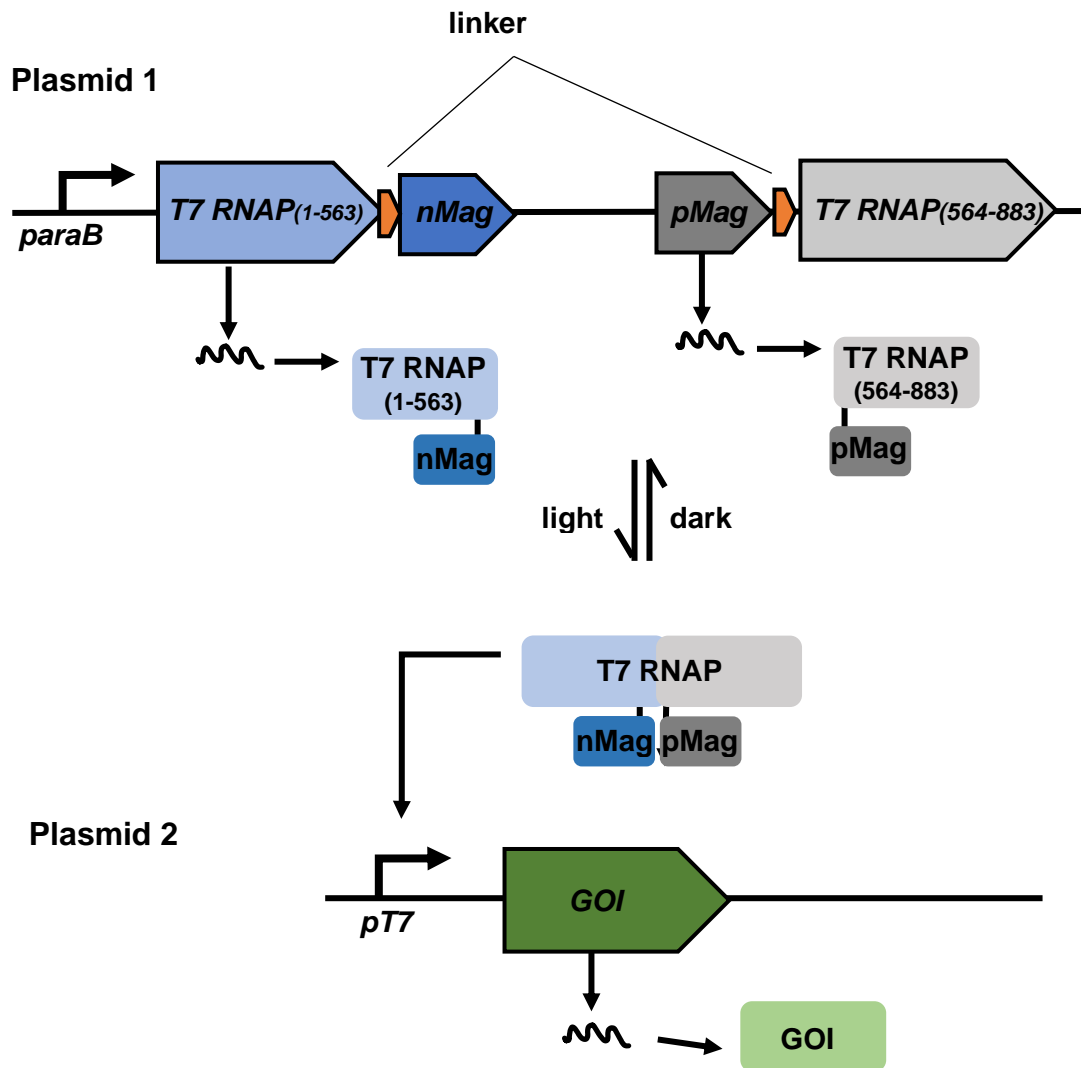 linker
Plasmid 1
T7 RNAP(1-563)
nMag
pMag
T7 RNAP(564-883)
paraB
T7 RNAP
(1-563)
nMag
T7 RNAP
(564-883)
pMag
light
dark
T7 RNAP
nMag
pMag
Plasmid 2
GOI
pT7
GOI